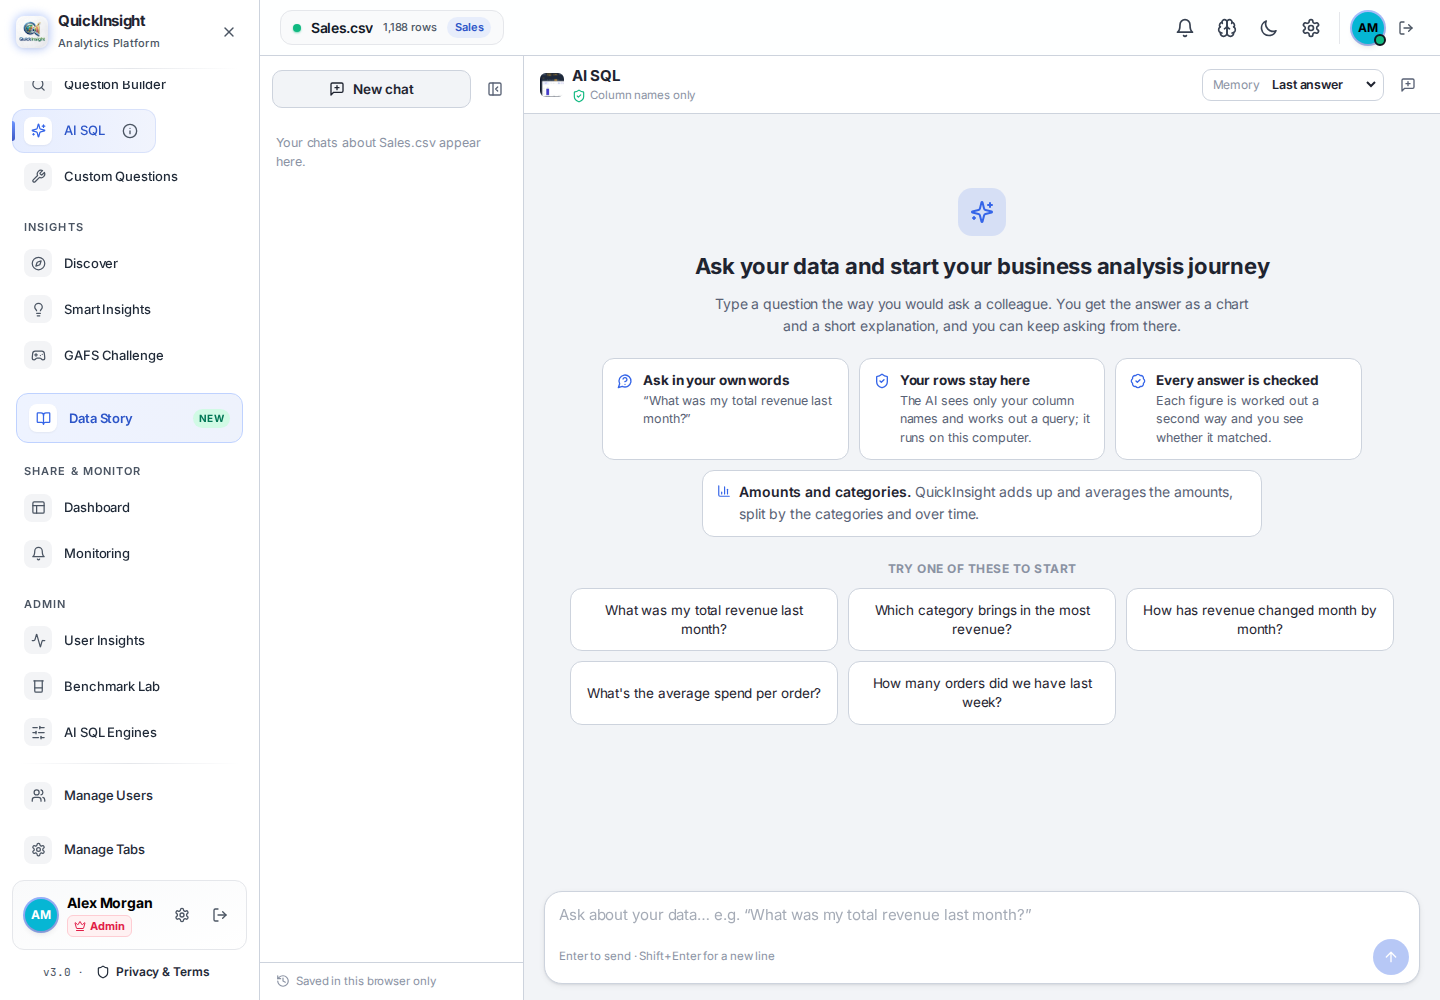 QuickInsight
Analytics Platform
Question Builder
AI SQL
Custom Questions
INSIGHTS
Discover
Smart Insights
GAFS Challenge
Data Story NEW
SHARE & MONITOR
Dashboard
Monitoring
ADMIN
User Insights
Benchmark Lab
AI SQL Engines
Manage Users
Manage Tabs
AM Alex Morgan
Admin
v3.0 · Privacy & Terms
Sales.csv 1,188 rows Sales
AM
New chat
Your chats about Sales.csv appear
here.
Saved in this browser only
AI SQL
Column names only
Memory Last answer
Ask your data and start your business analysis journey
Type a question the way you would ask a colleague. You get the answer as a chart
and a short explanation, and you can keep asking from there.
Ask in your own words
“What was my total revenue last
month?”
Your rows stay here
The AI sees only your column
names and works out a query; it
runs on this computer.
Every answer is checked
Each figure is worked out a
second way and you see
whether it matched.
Amounts and categories. QuickInsight adds up and averages the amounts,
split by the categories and over time.
TRY ONE OF THESE TO START
What was my total revenue last
month?
Which category brings in the most
revenue?
How has revenue changed month by
month?
What's the average spend per order?
How many orders did we have last
week?
Ask about your data... e.g. “What was my total revenue last month?”
Enter to send · Shift+Enter for a new line